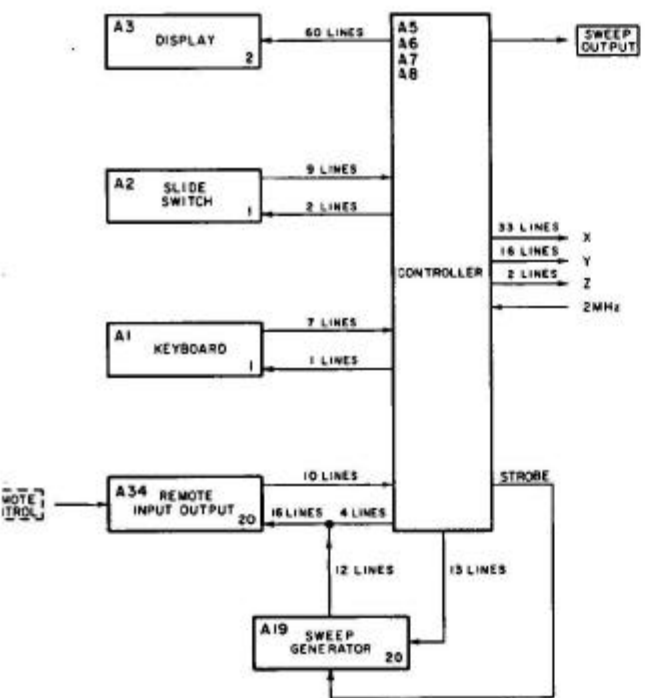 A3
DISPLAY
2
60 LINES
A5
A6
A7
A8
SWEEP
OUTPUT
A2
SLIDE
SWITCH
1
9 LINES
2 LINES
CONTROLLER
33 LINES
X
16 LINES
Y
2 LINES
Z
2MHz
A1
KEYBOARD
1
7 LINES
1 LINES
A34
REMOTE
INPUT OUTPUT
20
10 LINES
16 LINES
4 LINES
STROBE
12 LINES
13 LINES
A19
SWEEP
GENERATOR
20